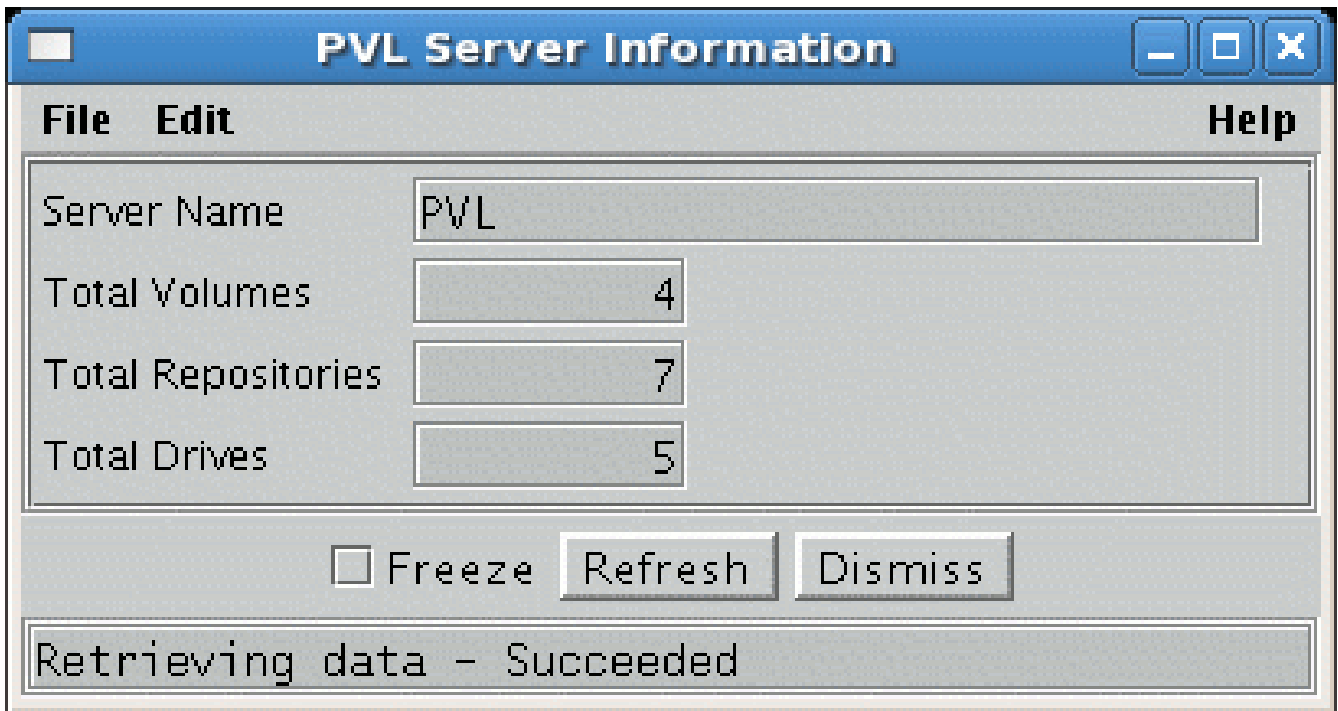 PVL Server Information
File Edit Help
Server Name PVL
Total Volumes 4
Total Repositories 7
Total Drives 5
Freeze Refresh Dismiss
Retrieving data - Succeeded